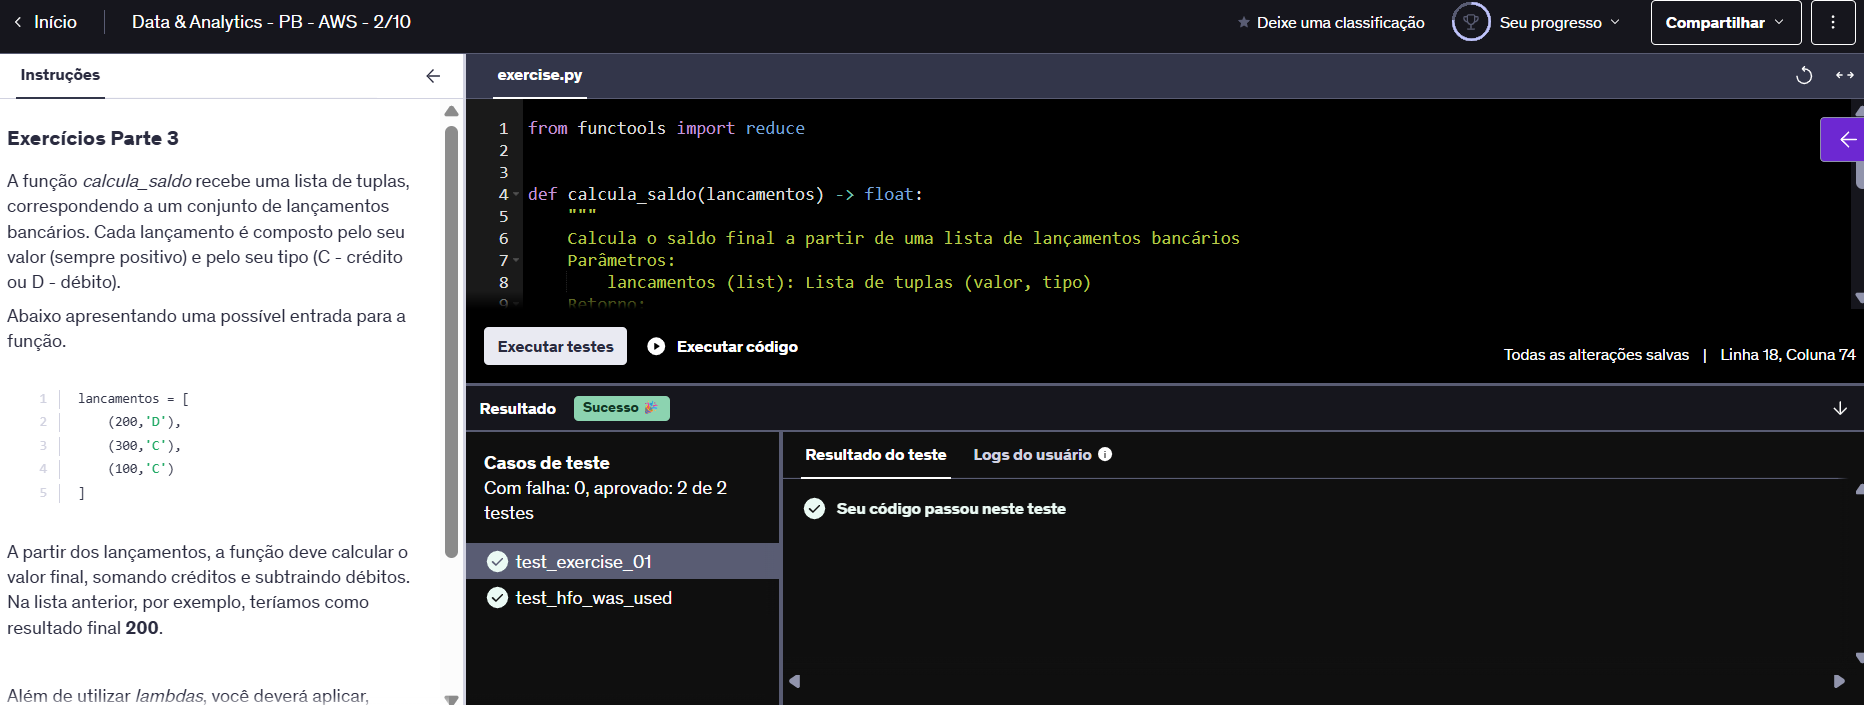 Início
Data & Analytics - PB - AWS - 2/10
Deixe uma classificação
Seu progresso
Compartilhar
Instruções
Exercícios Parte 3
A função calcula_saldo recebe uma lista de tuplas,
correspondendo a um conjunto de lançamentos
bancários. Cada lançamento é composto pelo seu
valor (sempre positivo) e pelo seu tipo (C - crédito
ou D - débito).
Abaixo apresentando uma possível entrada para a
função.
1 lancamentos = [
2 (200,'D'),
3 (300,'C'),
4 (100,'C')
5 ]
A partir dos lançamentos, a função deve calcular o
valor final, somando créditos e subtraindo débitos.
Na lista anterior, por exemplo, teríamos como
resultado final 200.
Além de utilizar lambdas, você deverá aplicar,
exercise.py
1 from functools import reduce
2
3
4 def calcula_saldo(lancamentos) -> float:
5 """
6 Calcula o saldo final a partir de uma lista de lançamentos bancários
7 Parâmetros:
8 lancamentos (list): Lista de tuplas (valor, tipo)
9 Retorno:
Executar testes
Executar código
Todas as alterações salvas | Linha 18, Coluna 74
Resultado
Sucesso 🎉
Casos de teste
Com falha: 0, aprovado: 2 de 2
testes
test_exercise_01
test_hfo_was_used
Resultado do teste
Logs do usuário
Seu código passou neste teste